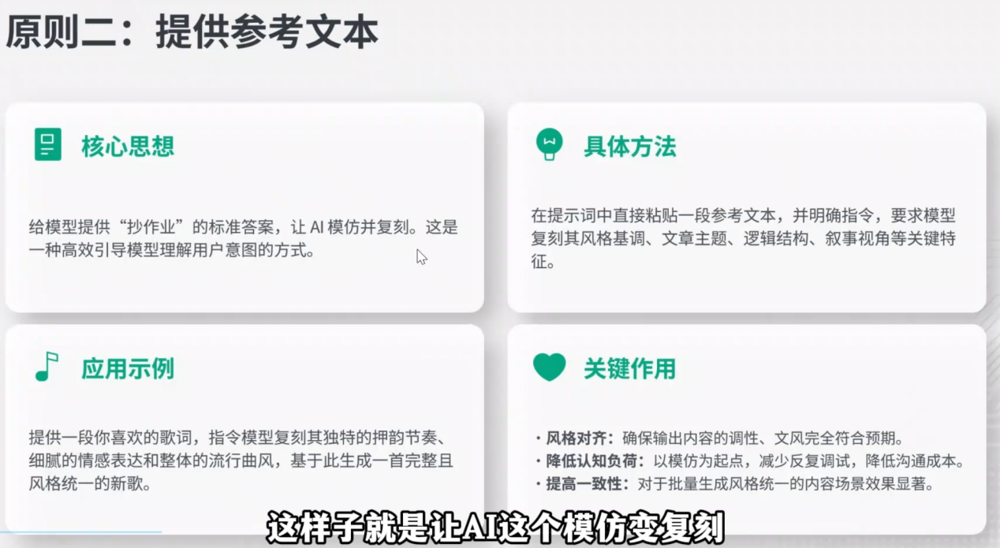 原则二：提供参考文本
核心思想
给模型提供“抄作业”的标准答案，让 AI 模仿并复刻。这是
一种高效引导模型理解用户意图的方式。
具体方法
在提示词中直接粘贴一段参考文本，并明确指令，要求模型
复刻其风格基调、文章主题、逻辑结构、叙事视角等关键特
征。
应用示例
提供一段你喜欢的歌词，指令模型复刻其独特的押韵节奏、
细腻的情感表达和整体的流行曲风，基于此生成一首完整且
风格统一的新歌。
关键作用
· 风格对齐：确保输出内容的调性、文风完全符合预期。
· 降低认知负荷：以模仿为起点，减少反复调试，降低沟通成本。
· 提高一致性：对于批量生成风格统一的内容场景效果显著。
这样子就是让AI这个模仿变复刻